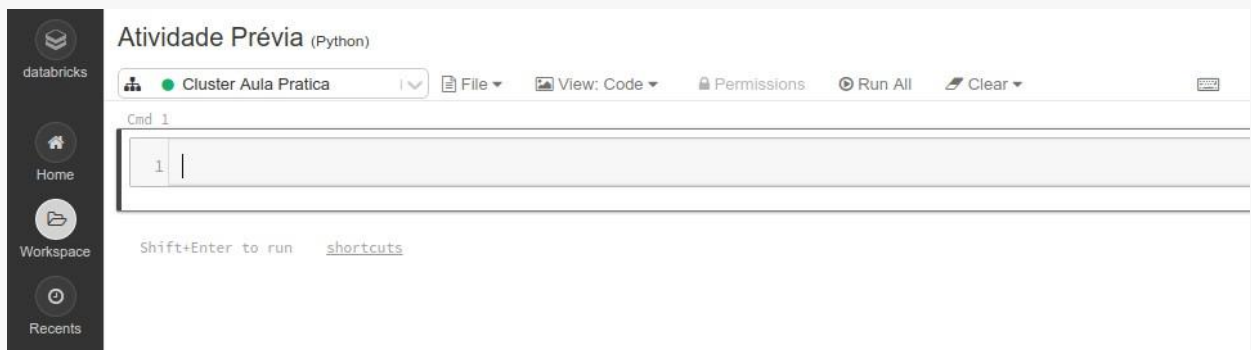 Atividade Prévia (Python)
databricks
Cluster Aula Pratica File View: Code Permissions Run All Clear
Cmd 1
1
Home
Shift+Enter to run shortcuts
Workspace
Recents